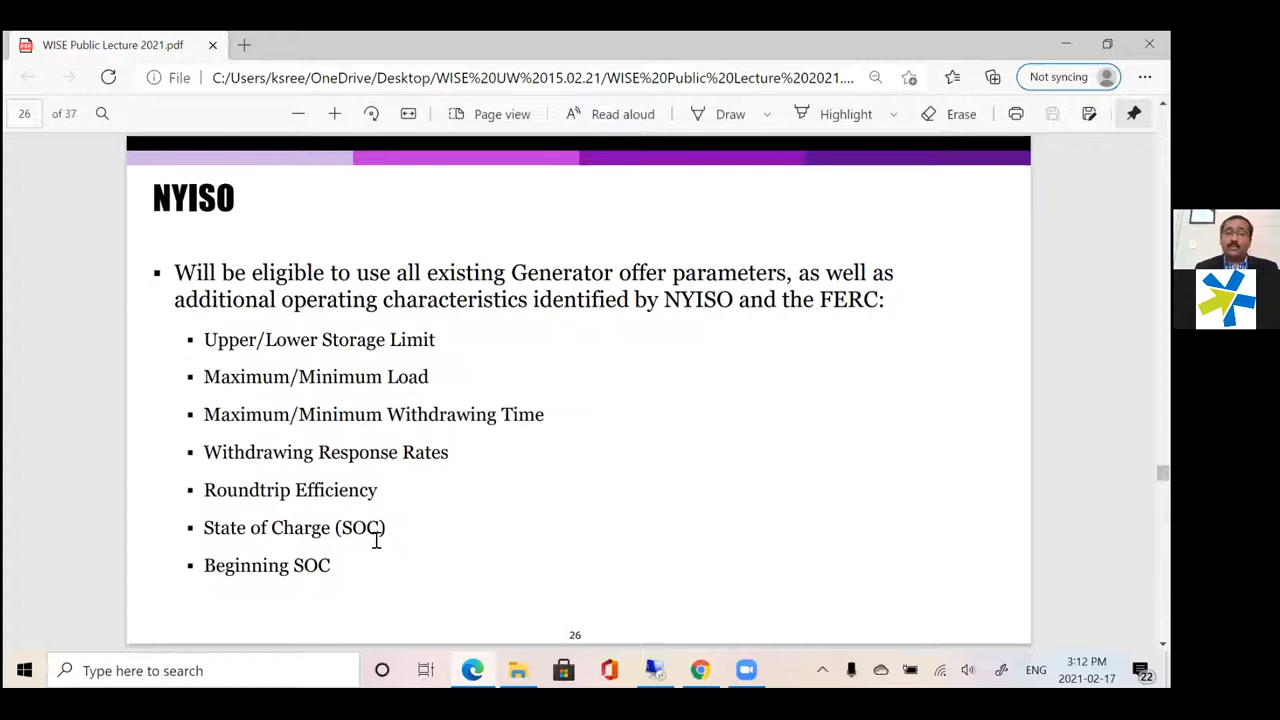 WISE Public Lecture 2021.pdf
File
C:/Users/ksree/OneDrive/Desktop/WISE%20UW%2015.02.21/WISE%20Public%20Lecture%202021....
Not syncing
26 of 37
Page view
Read aloud
Draw
Highlight
Erase
NYISO
▪ Will be eligible to use all existing Generator offer parameters, as well as
additional operating characteristics identified by NYISO and the FERC:
▪ Upper/Lower Storage Limit
▪ Maximum/Minimum Load
▪ Maximum/Minimum Withdrawing Time
▪ Withdrawing Response Rates
▪ Roundtrip Efficiency
▪ State of Charge (SOC)
▪ Beginning SOC
26
Type here to search
ENG
3:12 PM
2021-02-17
22